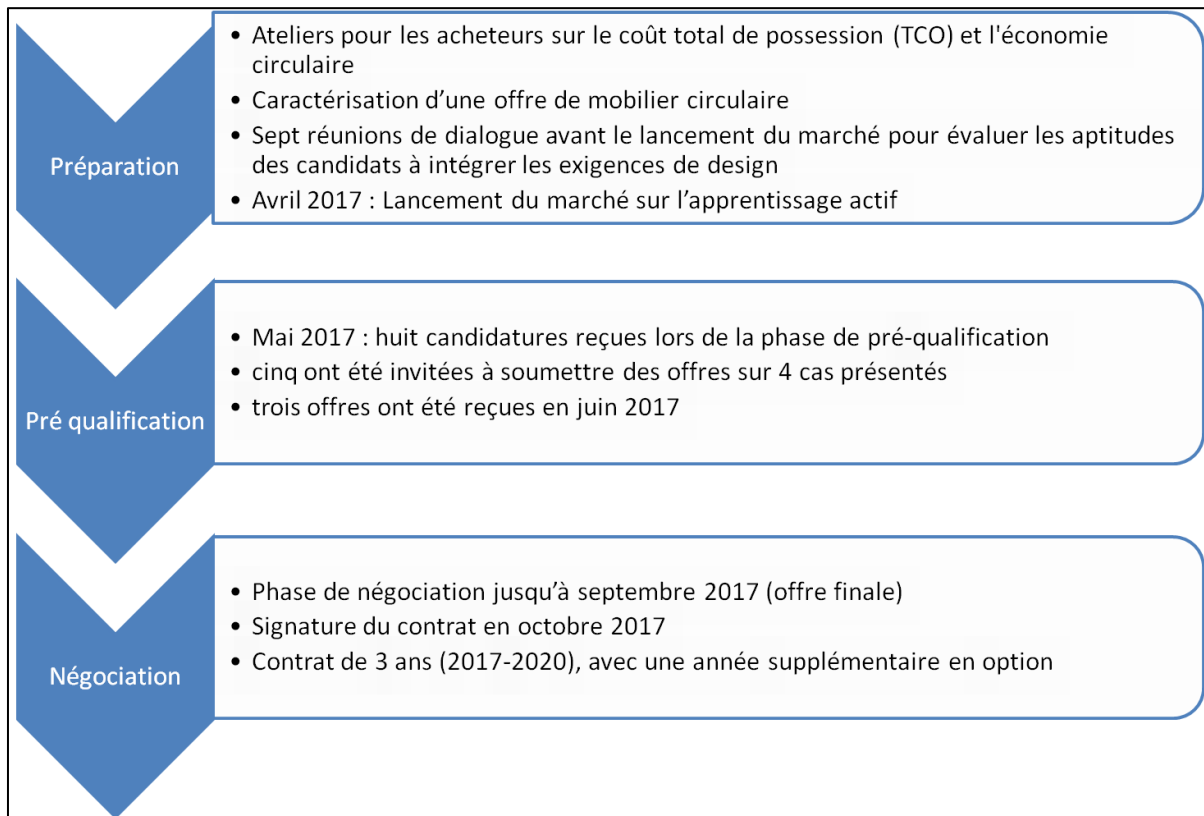 Préparation
• Ateliers pour les acheteurs sur le coût total de possession (TCO) et l'économie
circulaire
• Caractérisation d’une offre de mobilier circulaire
• Sept réunions de dialogue avant le lancement du marché pour évaluer les aptitudes
des candidats à intégrer les exigences de design
• Avril 2017 : Lancement du marché sur l’apprentissage actif
Pré qualification
• Mai 2017 : huit candidatures reçues lors de la phase de pré-qualification
• cinq ont été invitées à soumettre des offres sur 4 cas présentés
• trois offres ont été reçues en juin 2017
Négociation
• Phase de négociation jusqu’à septembre 2017 (offre finale)
• Signature du contrat en octobre 2017
• Contrat de 3 ans (2017-2020), avec une année supplémentaire en option